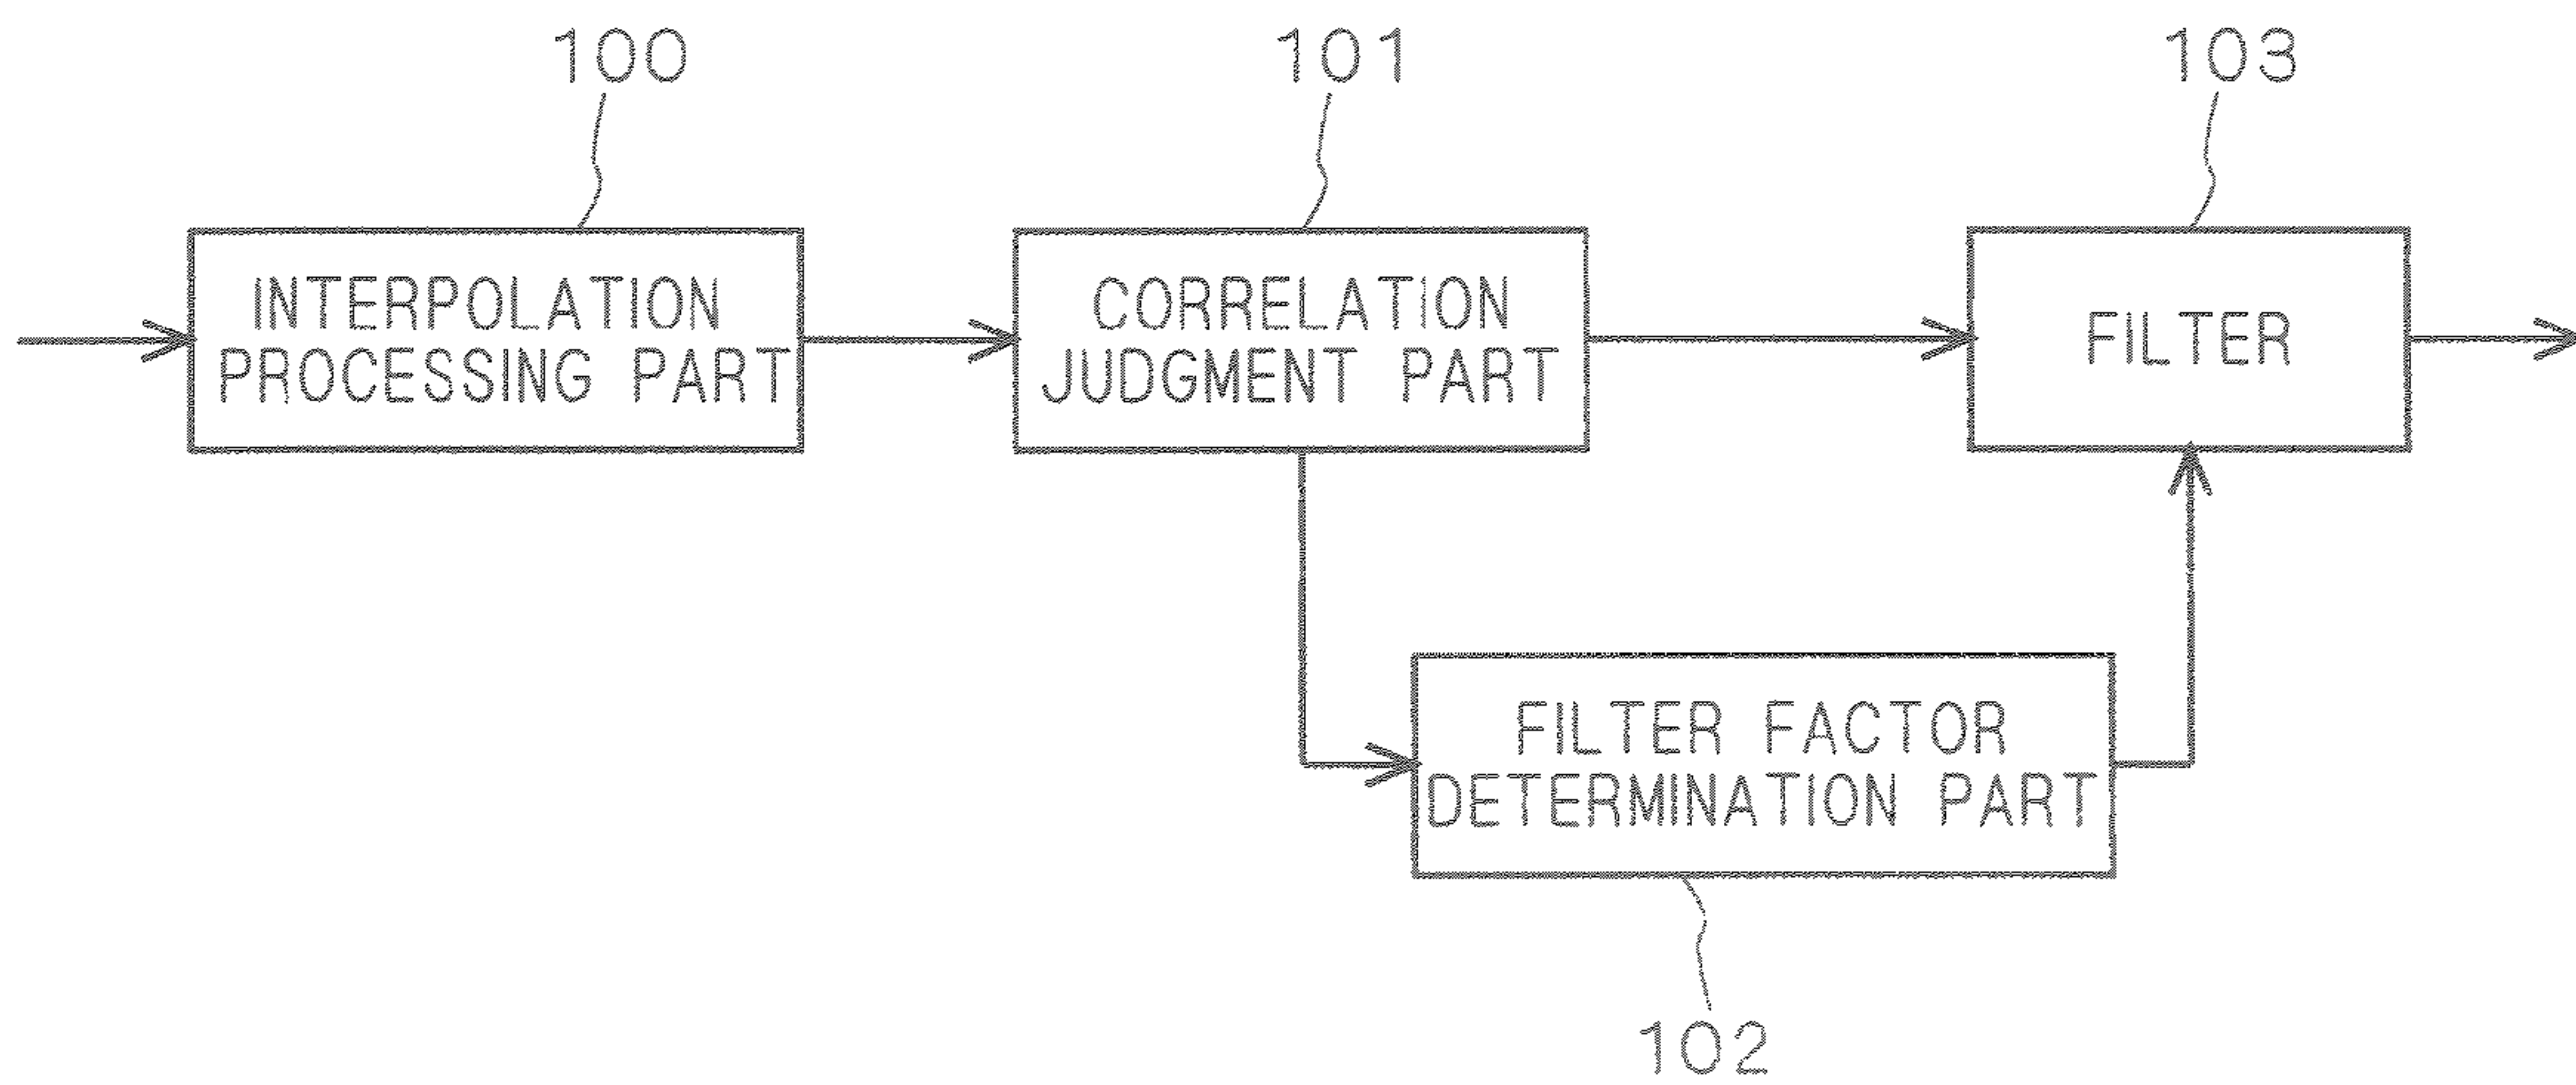 100
101
103
INTERPOLATION
PROCESSING PART
CORRELATION
JUDGMENT PART
FILTER
FILTER FACTOR
DETERMINATION PART
102